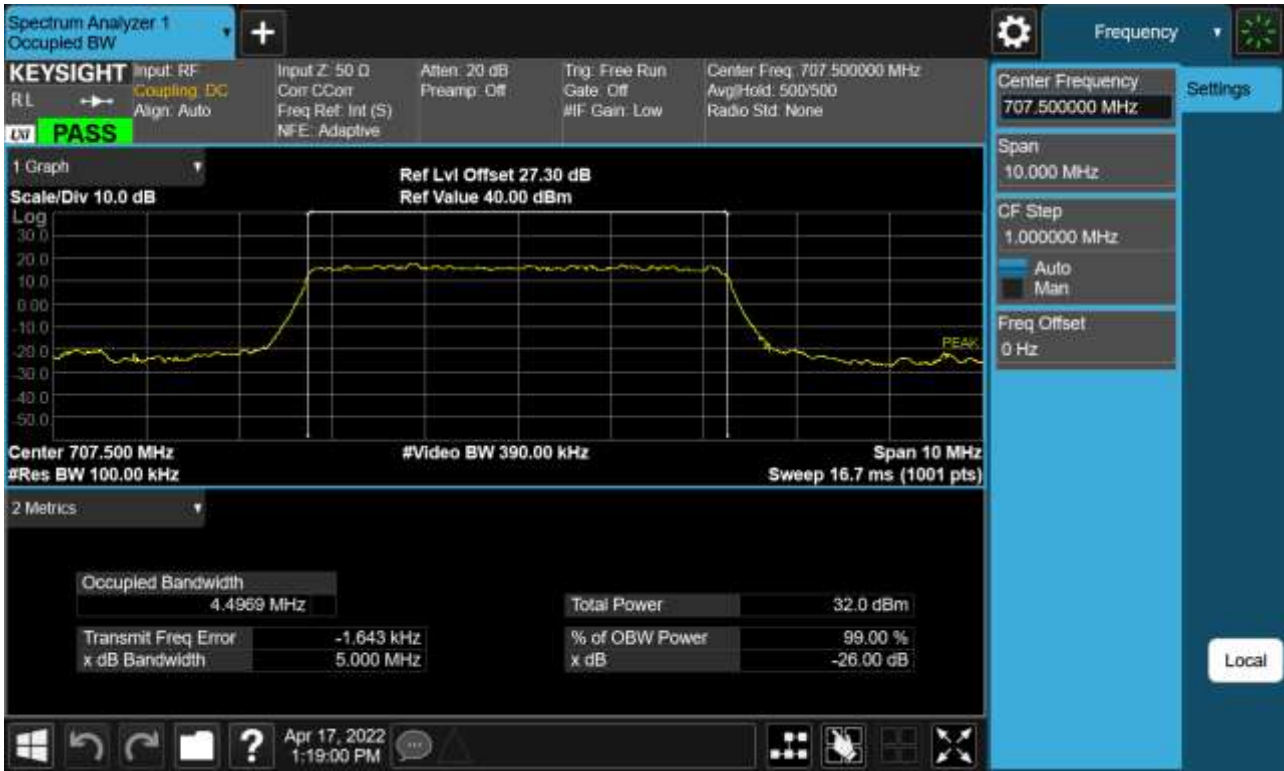 Spectrum Analyzer 1
Occupied BW
+
Frequency
KEYSIGHT
RL
LXI
PASS
Input: RF
Coupling: DC
Align: Auto
Input Z: 50 Ω
Corr CCorr
Freq Ref: Int (S)
NFE: Adaptive
Atten: 20 dB
Preamp: Off
Trig: Free Run
Gate: Off
#IF Gain: Low
Center Freq: 707.500000 MHz
Avg|Hold: 500/500
Radio Std: None
Center Frequency
707.500000 MHz
Settings
Span
10.000 MHz
CF Step
1.000000 MHz
Auto
Man
Freq Offset
0 Hz
Local
1 Graph
Scale/Div 10.0 dB
Ref Lvl Offset 27.30 dB
Ref Value 40.00 dBm
Log
30.0
20.0
10.0
0.00
-10.0
-20.0
-30.0
-40.0
-50.0
PEAK
Center 707.500 MHz
#Video BW 390.00 kHz
Span 10 MHz
#Res BW 100.00 kHz
Sweep 16.7 ms (1001 pts)
2 Metrics
Occupied Bandwidth
4.4969 MHz
Total Power 32.0 dBm
Transmit Freq Error -1.643 kHz
% of OBW Power 99.00 %
x dB Bandwidth 5.000 MHz
x dB -26.00 dB
?
Apr 17, 2022
1:19:00 PM